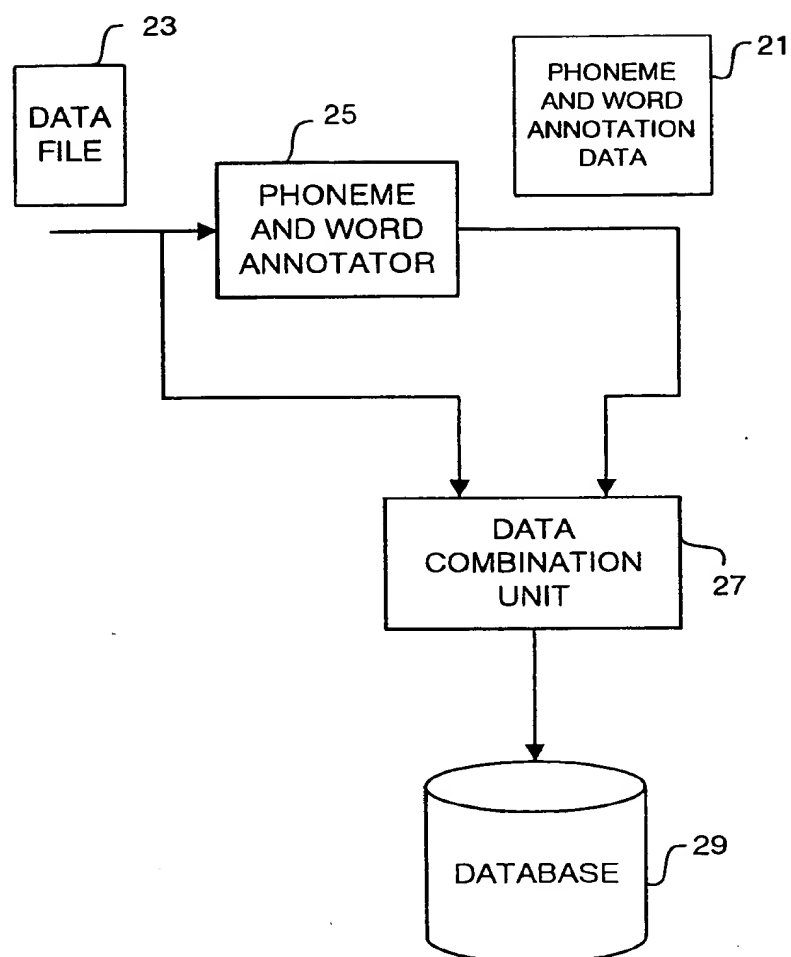 23
DATA
FILE
25
PHONEME
AND WORD
ANNOTATOR
21
PHONEME
AND WORD
ANNOTATION
DATA
DATA
COMBINATION
UNIT
27
DATABASE
29